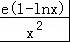 e(1-lnx)
x²